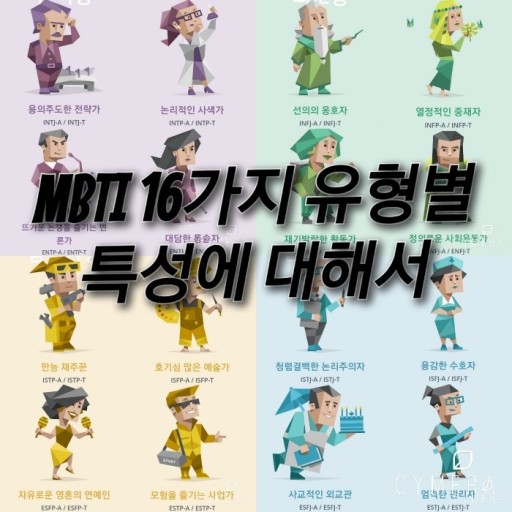 용의주도한 전략가
논리적인 사색가
선의의 옹호자
열정적인 중재자
INTJ-A / INTJ-T
INTP-A / INTP-T
INFJ-A / INFJ-T
INFP-A / INFP-T
MBTI 16가지 유형별
특성에 대해서
뜨거운 논쟁을 즐기는 변
론가
대담한 통솔자
재기발랄한 활동가
정의로운 사회운동가
ENTP-A / ENTP-T
만능 재주꾼
호기심 많은 예술가
청렴결백한 논리주의자
용감한 수호자
ISTP-A / ISTP-T
ISFP-A / ISFP-T
ISTJ-A / ISTJ-T
ISFJ-A / ISFJ-T
SPORT
자유로운 영혼의 연예인
모험을 즐기는 사업가
사교적인 외교관
엄격한 관리자
ESFP-A / ESFP-T
ESTP-A / ESTP-T
ESFJ-A / ESFJ-T
ESTJ-A / ESTJ-T
CYMERA